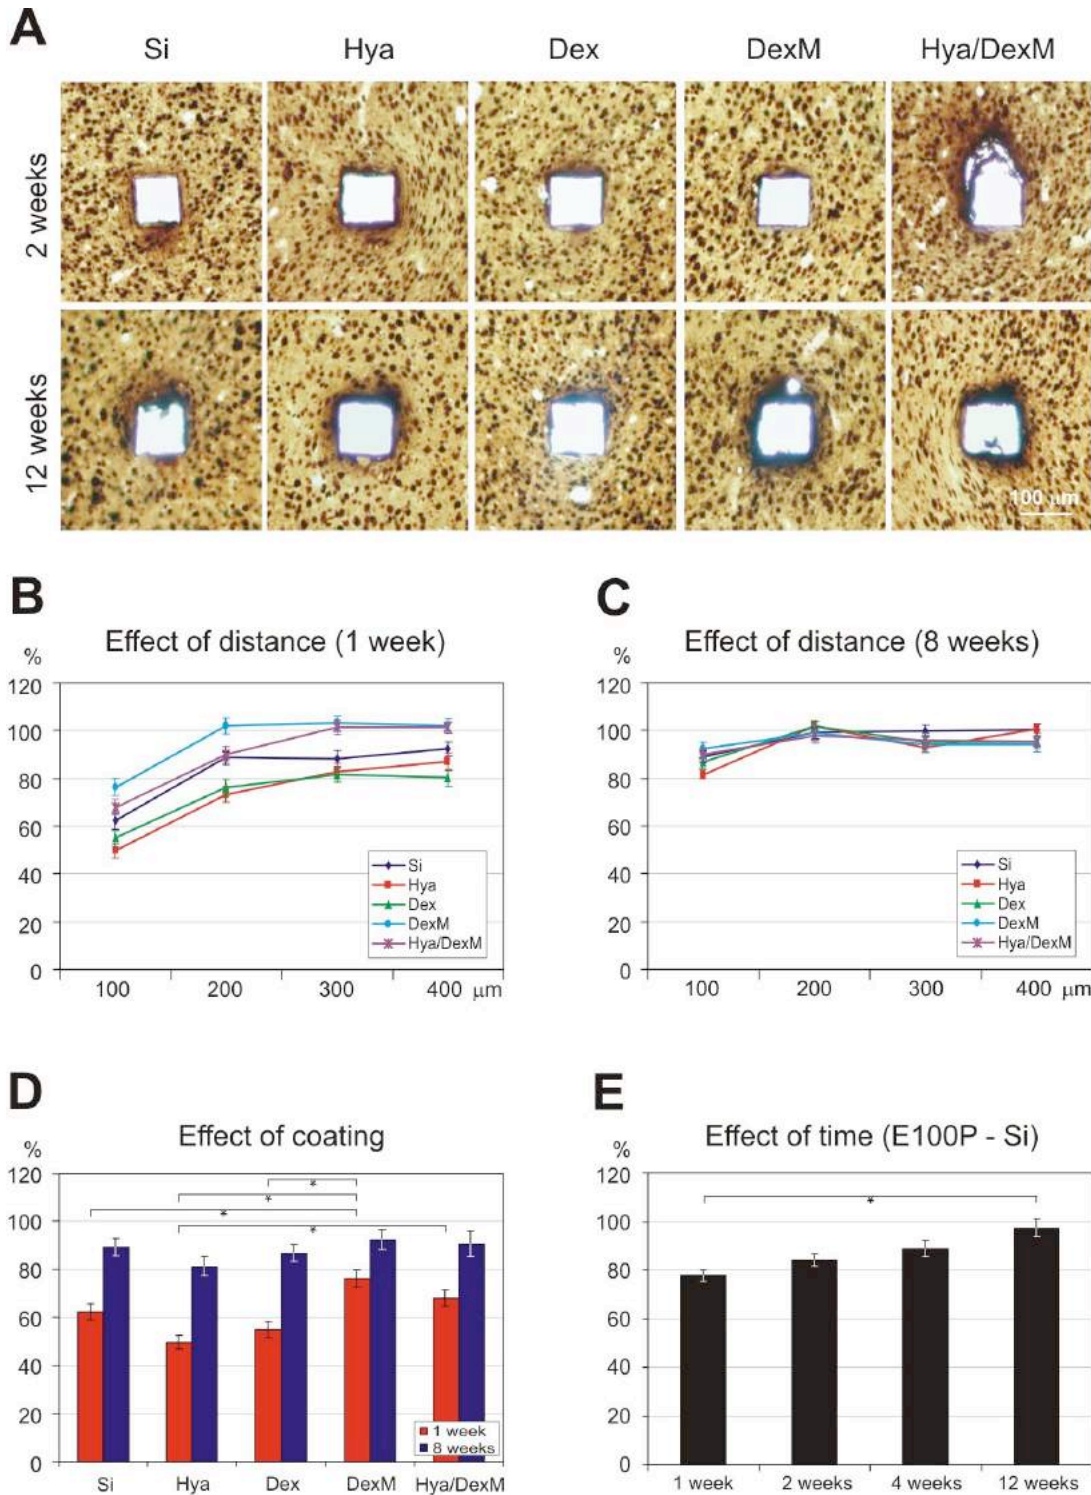 A
Si Hya Dex DexM Hya/DexM
2 weeks
12 weeks
100 µm
B
Effect of distance (1 week)
%
120
100
80
60
40
20
0
Si
Hya
Dex
DexM
Hya/DexM
100 200 300 400 µm
C
Effect of distance (8 weeks)
%
120
100
80
60
40
20
0
Si
Hya
Dex
DexM
Hya/DexM
100 200 300 400 µm
D
Effect of coating
%
120
100
80
60
40
20
0
* 
*
*
*
1 week
8 weeks
Si Hya Dex DexM Hya/DexM
E
Effect of time (E100P - Si)
%
120
100
80
60
40
20
0
*
1 week 2 weeks 4 weeks 12 weeks